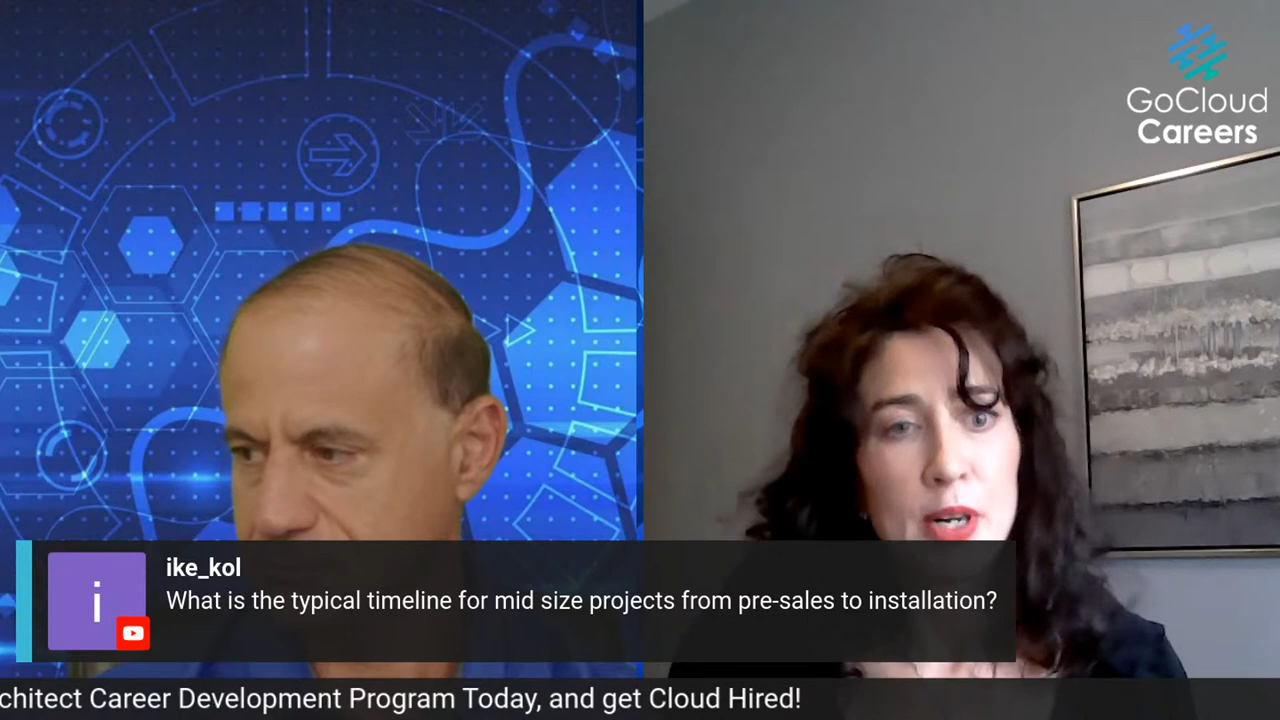 GoCloud
Careers
i
ike_kol
What is the typical timeline for mid size projects from pre-sales to installation?
chitect Career Development Program Today, and get Cloud Hired!